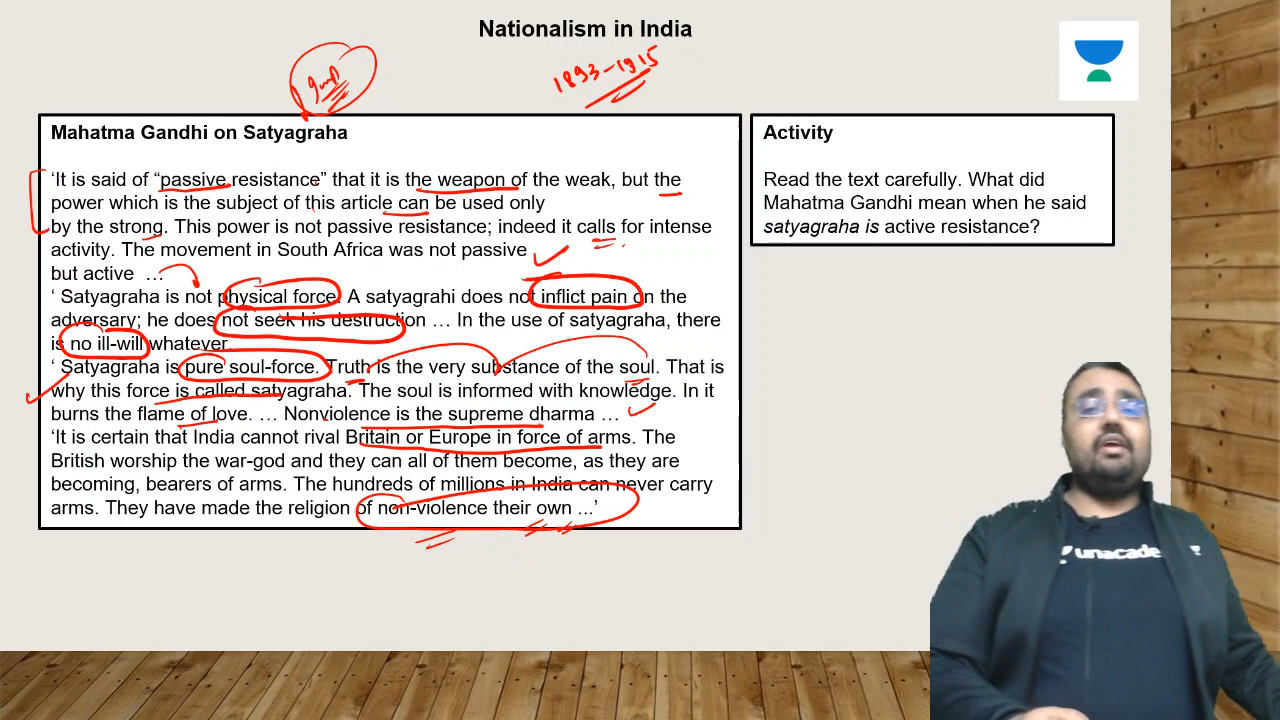 Nationalism in India
1893-1915
Mahatma Gandhi on Satyagraha
‘It is said of “passive resistance” that it is the weapon of the weak, but the
power which is the subject of this article can be used only
by the strong. This power is not passive resistance; indeed it calls for intense
activity. The movement in South Africa was not passive
but active …
‘ Satyagraha is not physical force. A satyagrahi does not inflict pain on the
adversary; he does not seek his destruction … In the use of satyagraha, there
is no ill-will whatever.
‘ Satyagraha is pure soul-force. Truth is the very substance of the soul. That is
why this force is called satyagraha. The soul is informed with knowledge. In it
burns the flame of love. … Nonviolence is the supreme dharma …
‘It is certain that India cannot rival Britain or Europe in force of arms. The
British worship the war-god and they can all of them become, as they are
becoming, bearers of arms. The hundreds of millions in India can never carry
arms. They have made the religion of non-violence their own ...’
Activity
Read the text carefully. What did
Mahatma Gandhi mean when he said
satyagraha is active resistance?
unacade